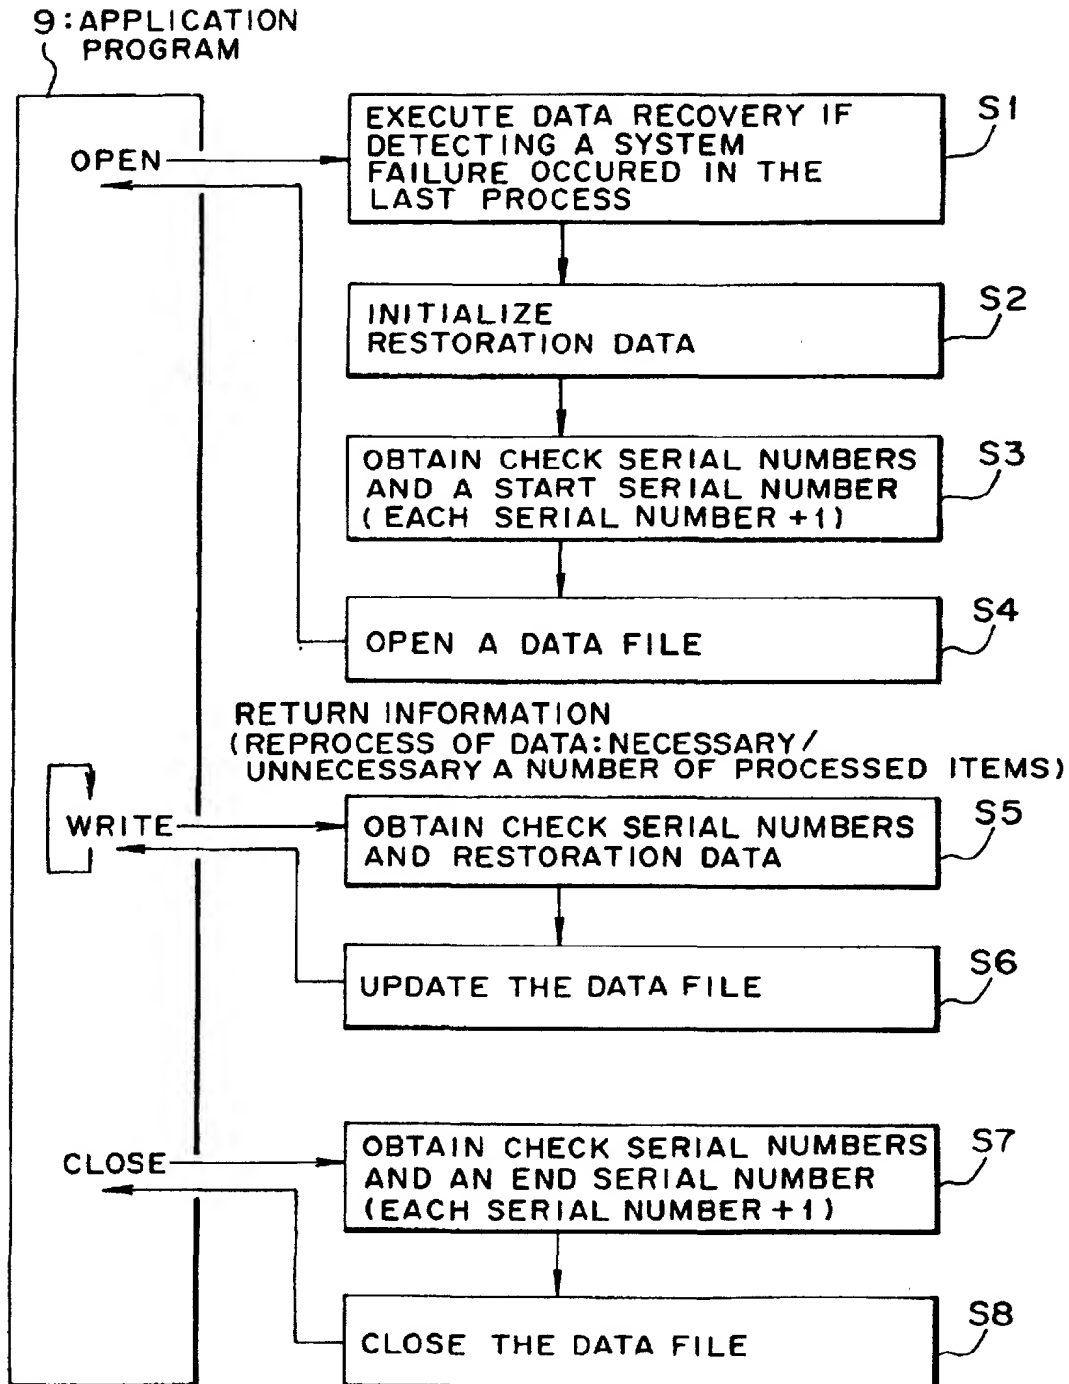 9:APPLICATION
PROGRAM
OPEN
EXECUTE DATA RECOVERY IF
DETECTING A SYSTEM
FAILURE OCCURED IN THE
LAST PROCESS
S1
INITIALIZE
RESTORATION DATA
S2
OBTAIN CHECK SERIAL NUMBERS
AND A START SERIAL NUMBER
(EACH SERIAL NUMBER +1)
S3
OPEN A DATA FILE
S4
RETURN INFORMATION
(REPROCESS OF DATA:NECESSARY/
UNNECESSARY A NUMBER OF PROCESSED ITEMS)
WRITE
OBTAIN CHECK SERIAL NUMBERS
AND RESTORATION DATA
S5
UPDATE THE DATA FILE
S6
CLOSE
OBTAIN CHECK SERIAL NUMBERS
AND AN END SERIAL NUMBER
(EACH SERIAL NUMBER +1)
S7
CLOSE THE DATA FILE
S8